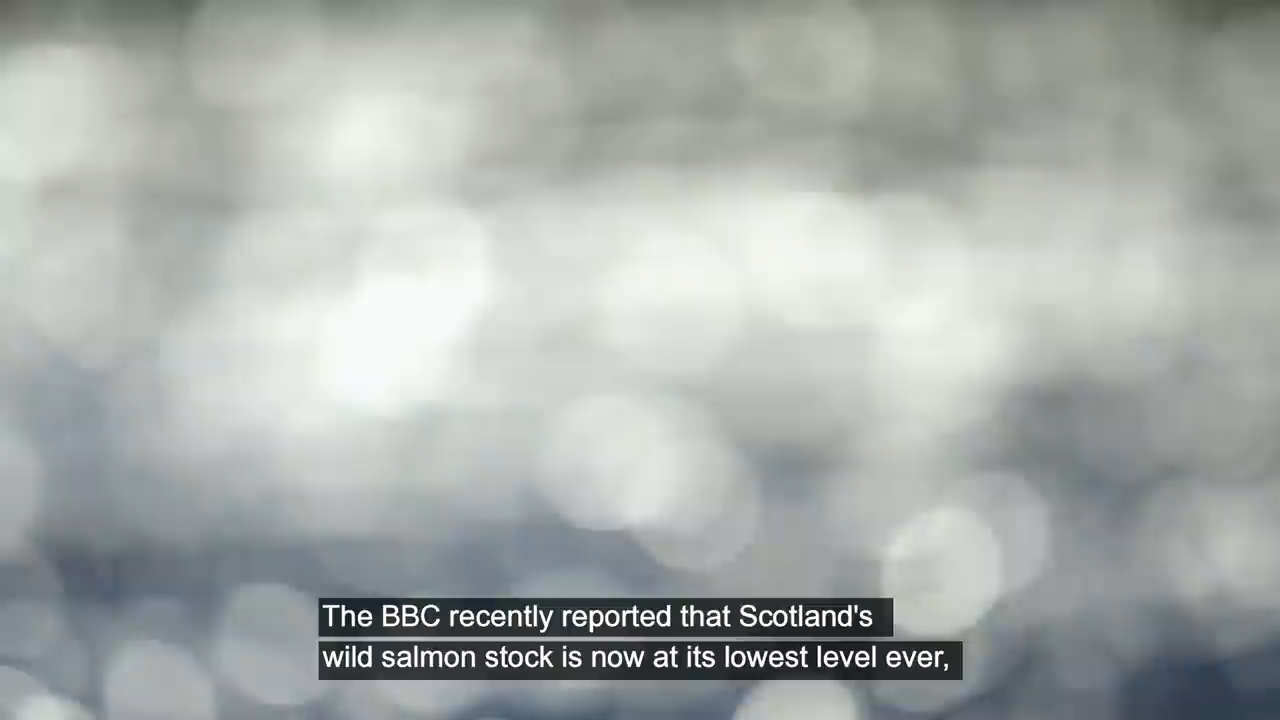 The BBC recently reported that Scotland's
wild salmon stock is now at its lowest level ever,